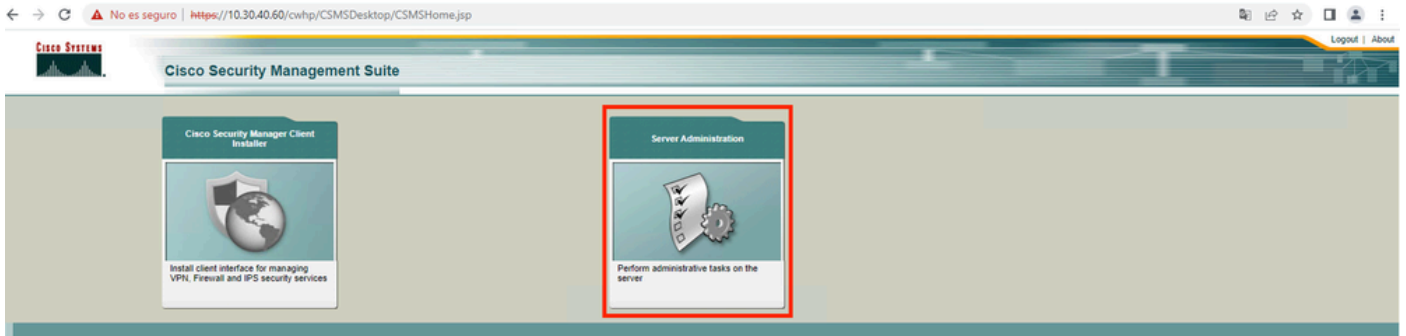 No es seguro | https://10.30.40.60/cwhp/CSMSDesktop/CSMSHome.jsp
Logout | About
CISCO SYSTEMS
Cisco Security Management Suite
Cisco Security Manager Client
Installer
Install client interface for managing
VPN, Firewall and IPS security services
Server Administration
Perform administrative tasks on the
server